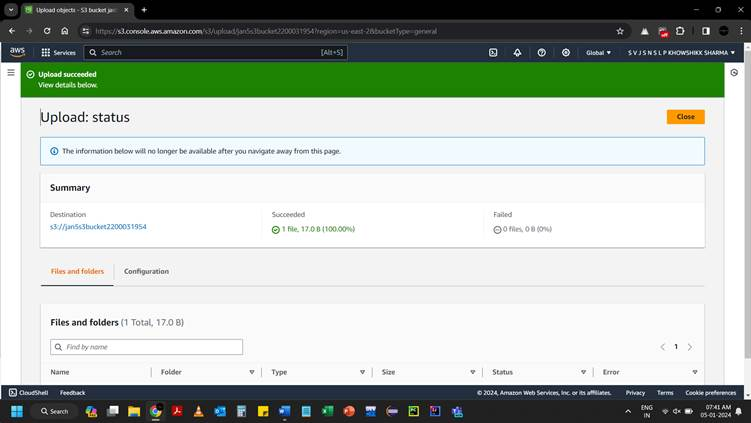 Upload objects - S3 bucket jan
https://s3.console.aws.amazon.com/s3/upload/jan5s3bucket2200031954?region=us-east-2&bucketType=general
aws Services Search [Alt+S] Global S V J S N S L P KHOWSHIKK SHARMA
Upload succeeded
View details below.
Upload: status
Close
The information below will no longer be available after you navigate away from this page.
Summary
Destination Succeeded Failed
s3://jan5s3bucket2200031954 1 file, 17.0 B (100.00%) 0 files, 0 B (0%)
Files and folders Configuration
Files and folders (1 Total, 17.0 B)
Find by name 1
Name Folder Type Size Status Error
CloudShell Feedback © 2024, Amazon Web Services, Inc. or its affiliates. Privacy Terms Cookie preferences
Search ENG 07:41 AM
IN 05-01-2024